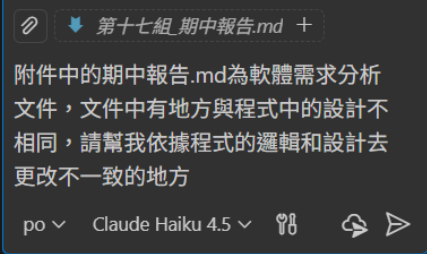 第十七組_期中報告.md
附件中的期中報告.md為軟體需求分析
文件，文件中有地方與程式中的設計不
相同，請幫我依據程式的邏輯和設計去
更改不一致的地方
po Claude Haiku 4.5